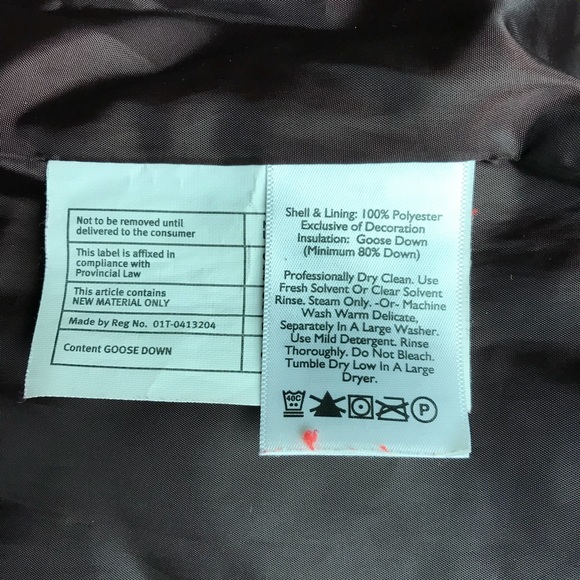 Not to be removed until
delivered to the consumer
This label is affixed in
compliance with
Provincial Law
This article contains
NEW MATERIAL ONLY
Made by Reg No. 01T-0413204
Content GOOSE DOWN
Shell & Lining: 100% Polyester
Exclusive of Decoration
Insulation: Goose Down
(Minimum 80% Down)
Professionally Dry Clean. Use
Fresh Solvent Or Clear Solvent
Rinse. Steam Only. -Or- Machine
Wash Warm Delicate,
Separately In A Large Washer.
Use Mild Detergent. Rinse
Thoroughly. Do Not Bleach.
Tumble Dry Low In A Large
Dryer.
40C P